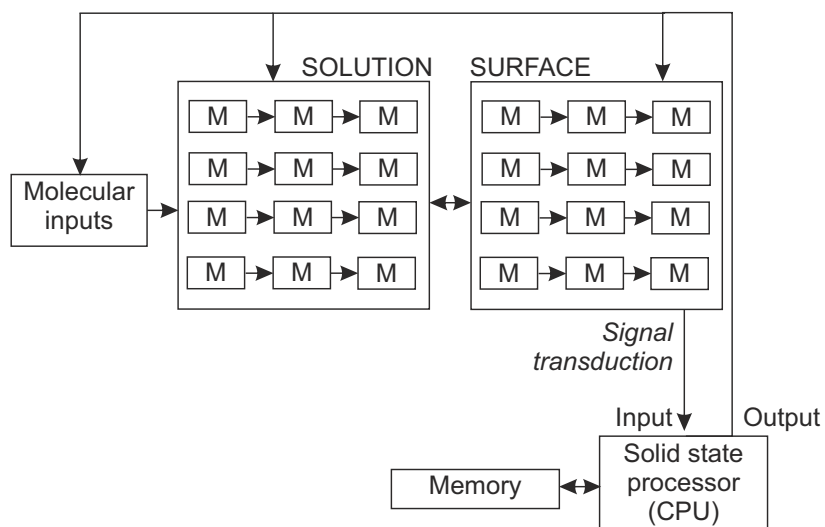 SOLUTION SURFACE
M M M M M M
M M M M M M
Molecular
inputs
M M M M M M
M M M M M M
Signal
transduction
Input Output
Solid state
processor
(CPU)
Memory